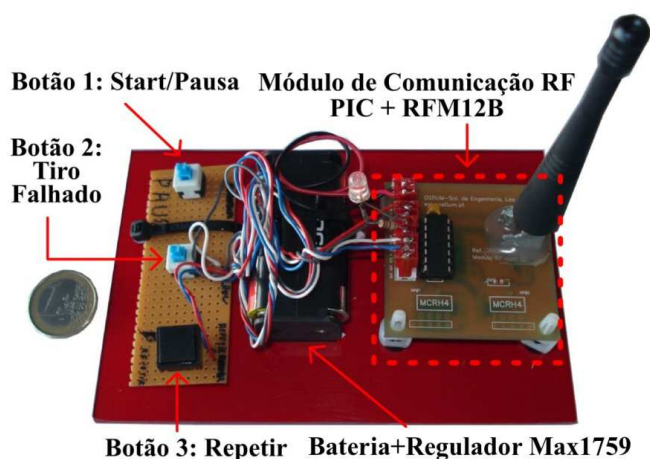 Botão 1: Start/Pausa
Módulo de Comunicação RF
PIC + RFM12B
Botão 2:
Tiro
Falhado
PAU
MCRH4
MCRH4
Botão 3: Repetir
Bateria+Regulador Max1759